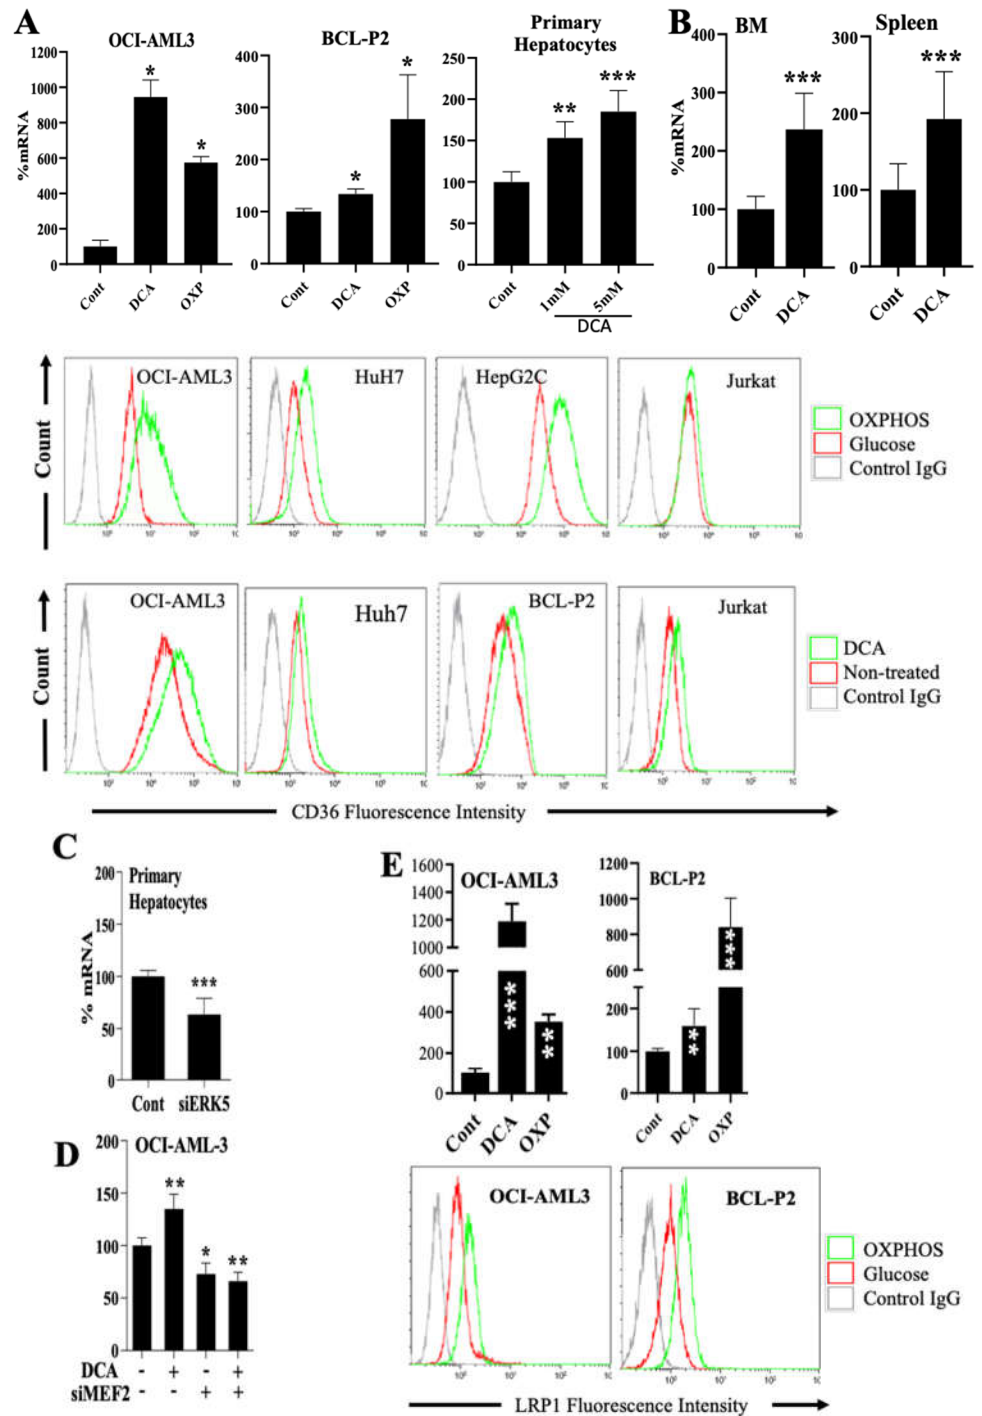 A
B
OCI-AML3
BCL-P2
Primary
Hepatocytes
BM
Spleen
%mRNA
1200
1000
800
600
400
200
0
*
*
Cont
DCA
OXP
400
300
200
100
0
*
*
Cont
DCA
OXP
250
200
150
100
50
0
**
***
Cont
1mM
5mM
DCA
%mRNA
400
300
200
100
0
***
Cont
DCA
300
200
100
0
***
Cont
DCA
Count
OCI-AML3
HuH7
HepG2C
Jurkat
OXPHOS
Glucose
Control IgG
Count
OCI-AML3
Huh7
BCL-P2
Jurkat
DCA
Non-treated
Control IgG
CD36 Fluorescence Intensity
C
Primary
Hepatocytes
% mRNA
200
150
100
50
0
***
Cont
siERK5
D
OCI-AML-3
200
150
100
50
0
**
*
**
DCA - + - +
siMEF2 - - + +
E
OCI-AML3
1600
1400
1200
1000
600
400
200
0
***
**
Cont
DCA
OXP
BCL-P2
1200
1000
800
600
200
100
0
**
***
Cont
DCA
OXP
OCI-AML3
BCL-P2
OXPHOS
Glucose
Control IgG
LRP1 Fluorescence Intensity